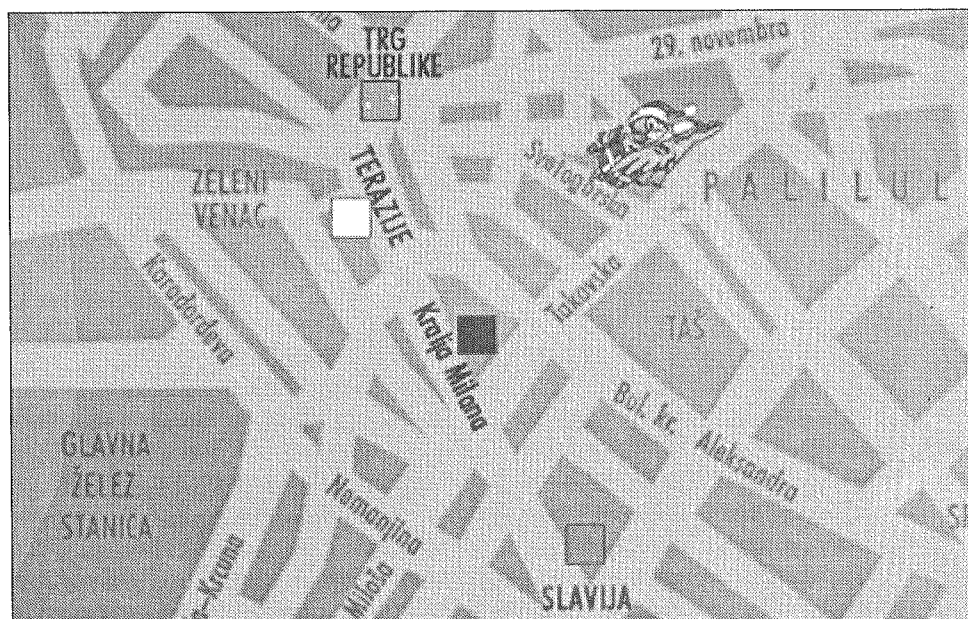 TRG
REPUBLIKE
29. novembra
TERAZIJE
Svetogorska
PALILUL
ZELENI
VENAC
Karađorđeva
Takovska
TAŠ
Kralja Milana
Bul. kr. Aleksandra
GLAVNA
ŽELEZ
STANICA
Nemanjina
Miloša
SLAVIJA